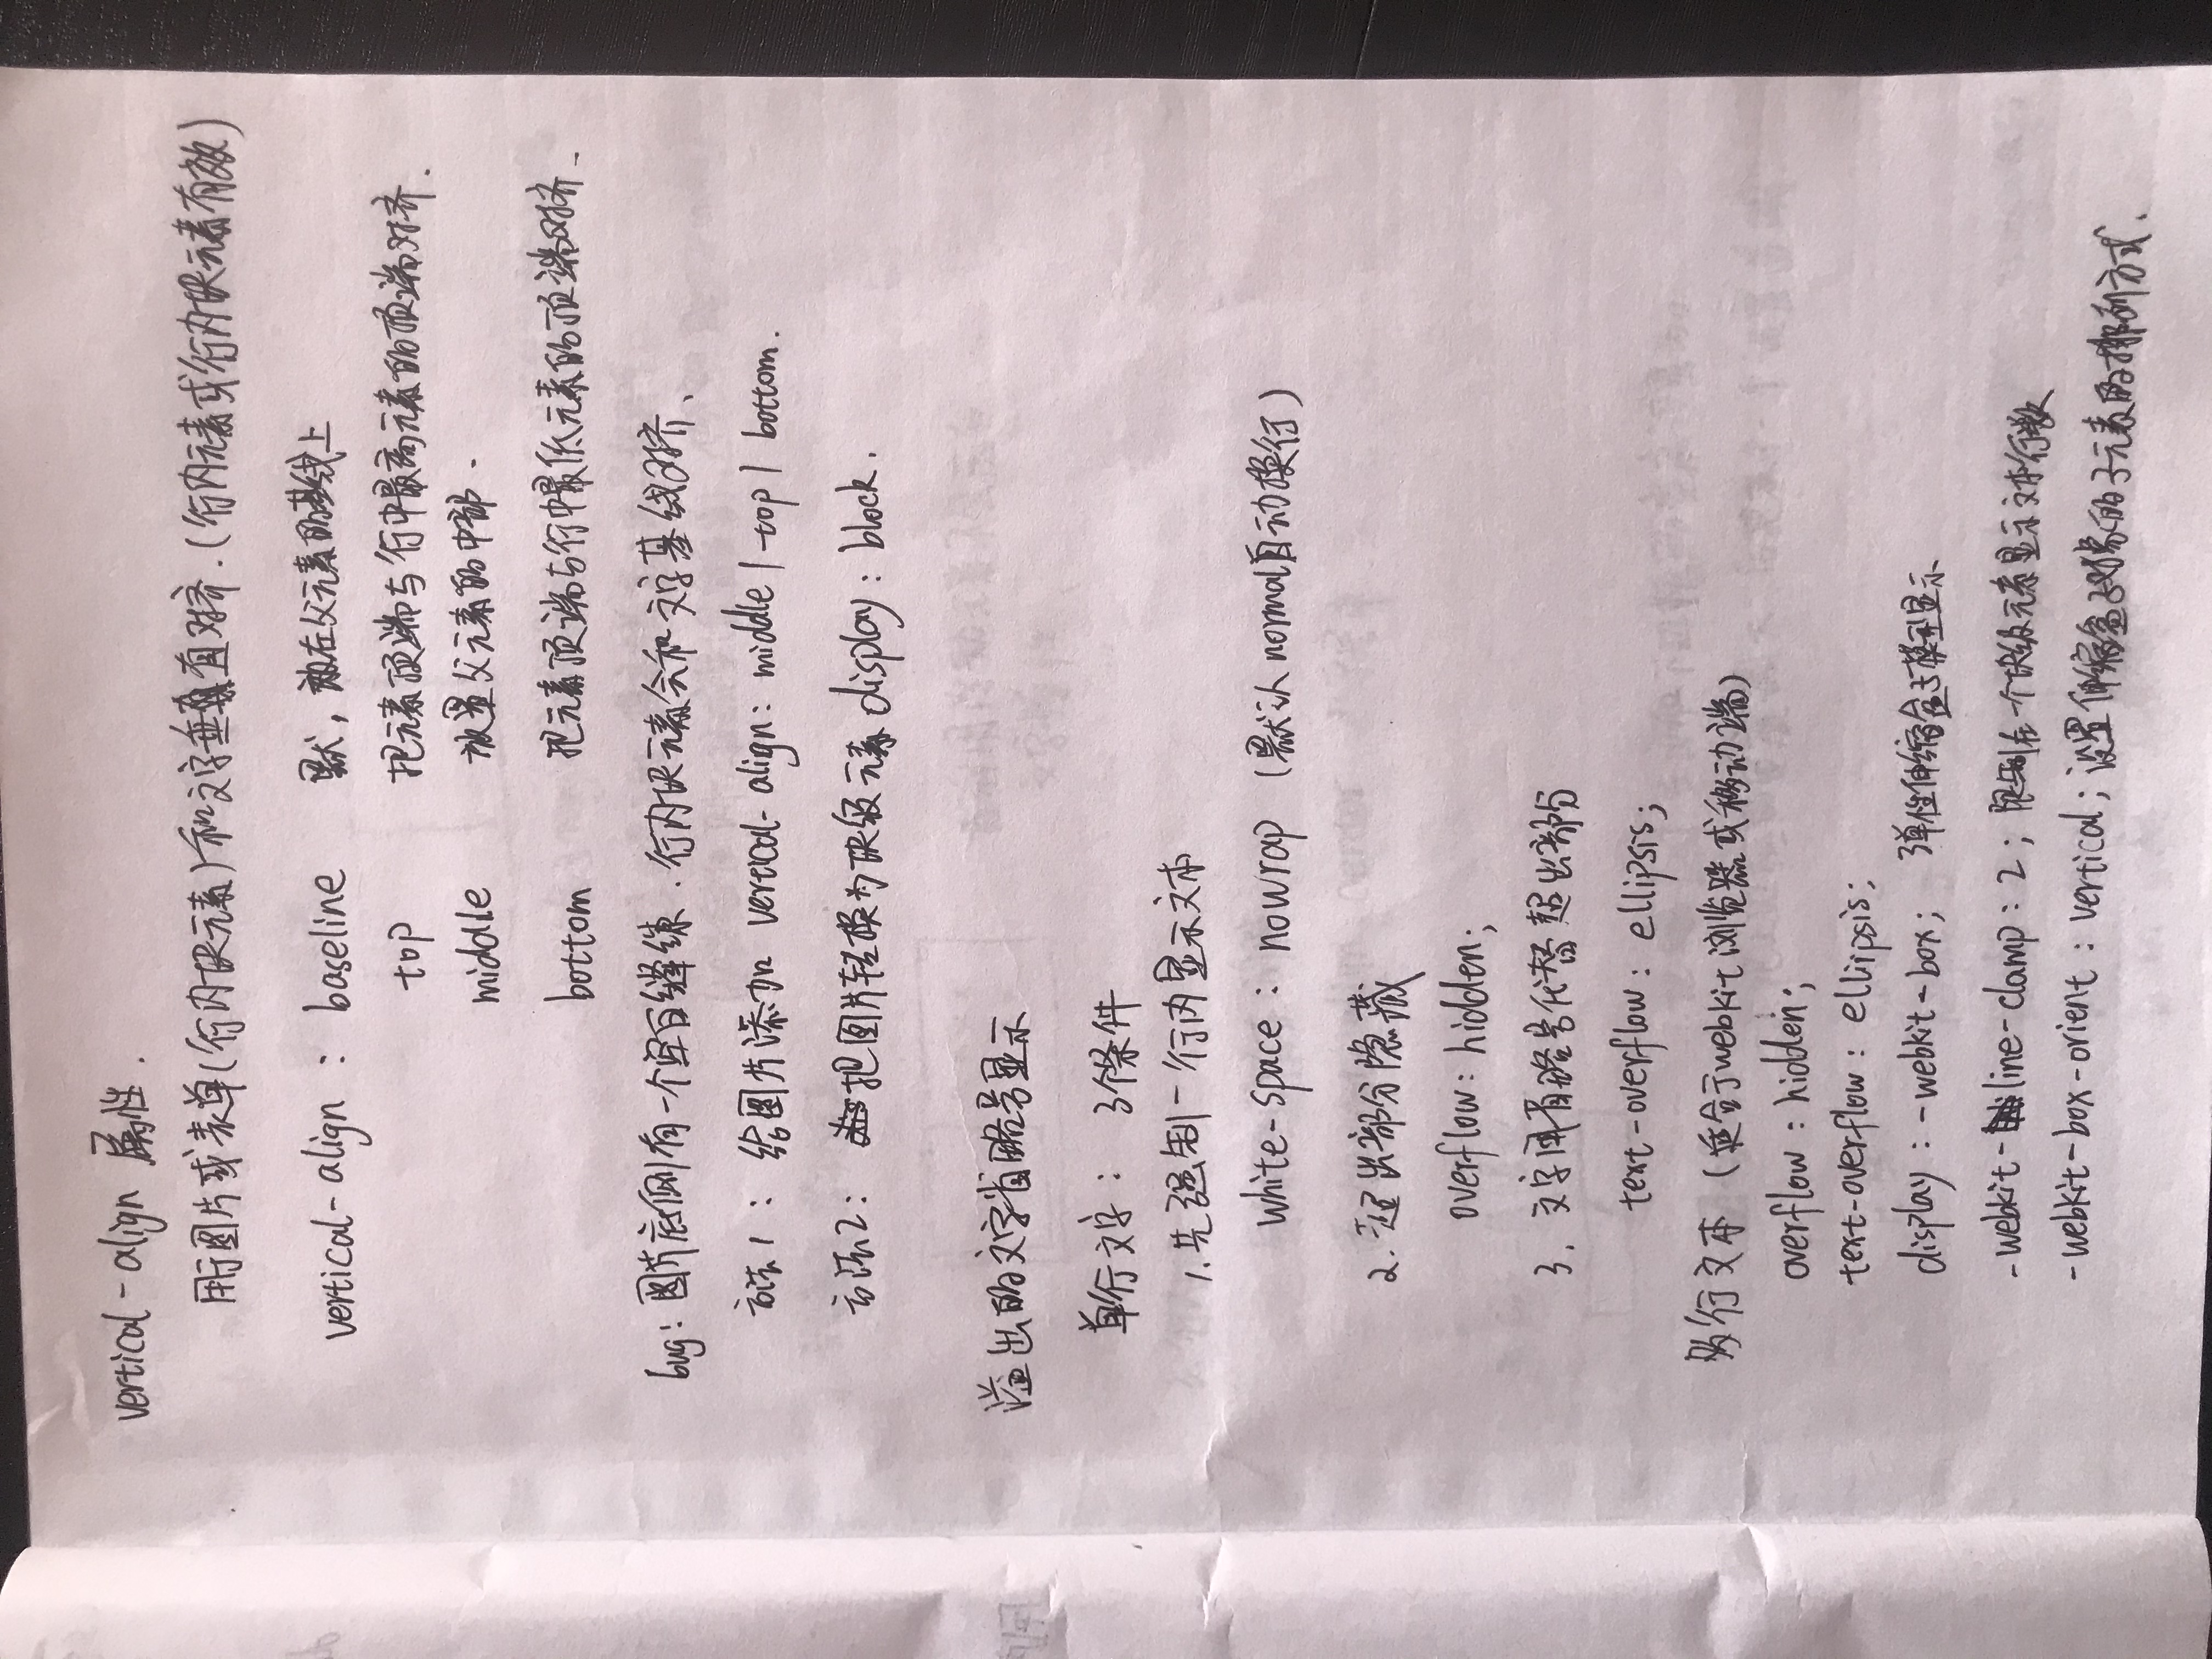 vertical-align 属性.
用于图片或表单(行内块元素)和文字垂直对齐.(行内元素或行内块元素有效)
vertical-align : baseline 默,放在父元素的基线上
top 把元素顶端与行中最高元素的顶端对齐.
middle 放置父元素的中部.
bottom 把元素顶端与行中最低元素的顶端对齐.
bug: 图片底侧有一个空白缝隙.行内块元素会和文字基线对齐、
方法1: 给图片添加 vertical-align: middle | top | bottom.
方法2: 把图片转换为块级元素 display: block.
溢出的文字省略号显示
单行文字: 3个条件
1.先强制一行内显示文本
white-space : nowrap (默认normal自动换行)
2.超出部分隐藏
overflow: hidden;
3. 文字用省略号代替超出部分
text-overflow: ellipsis;
多行文本 (适合于webkit浏览器或移动端)
overflow : hidden;
text-overflow: ellipsis;
display : -webkit-box; 弹性伸缩盒子模型显示
-webkit-line-clamp: 2; 限制在一个块级元素显示文本行数
-webkit-box-orient : vertical; 设置伸缩盒子对象的子元素的排列方式.